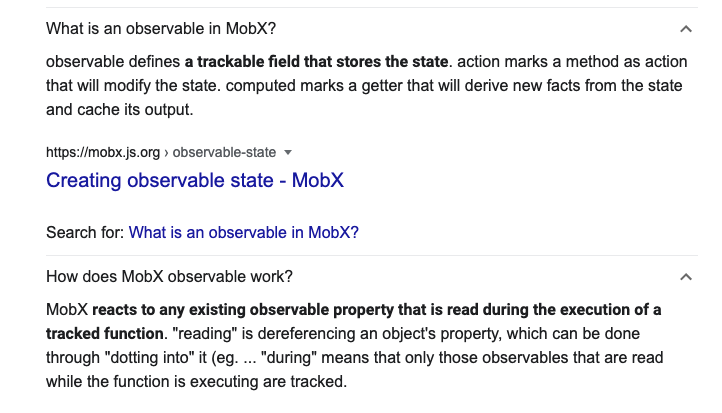 What is an observable in MobX?
observable defines a trackable field that stores the state. action marks a method as action
that will modify the state. computed marks a getter that will derive new facts from the state
and cache its output.
https://mobx.js.org › observable-state
Creating observable state - MobX
Search for: What is an observable in MobX?
How does MobX observable work?
MobX reacts to any existing observable property that is read during the execution of a
tracked function. "reading" is dereferencing an object's property, which can be done
through "dotting into" it (eg. ... "during" means that only those observables that are read
while the function is executing are tracked.